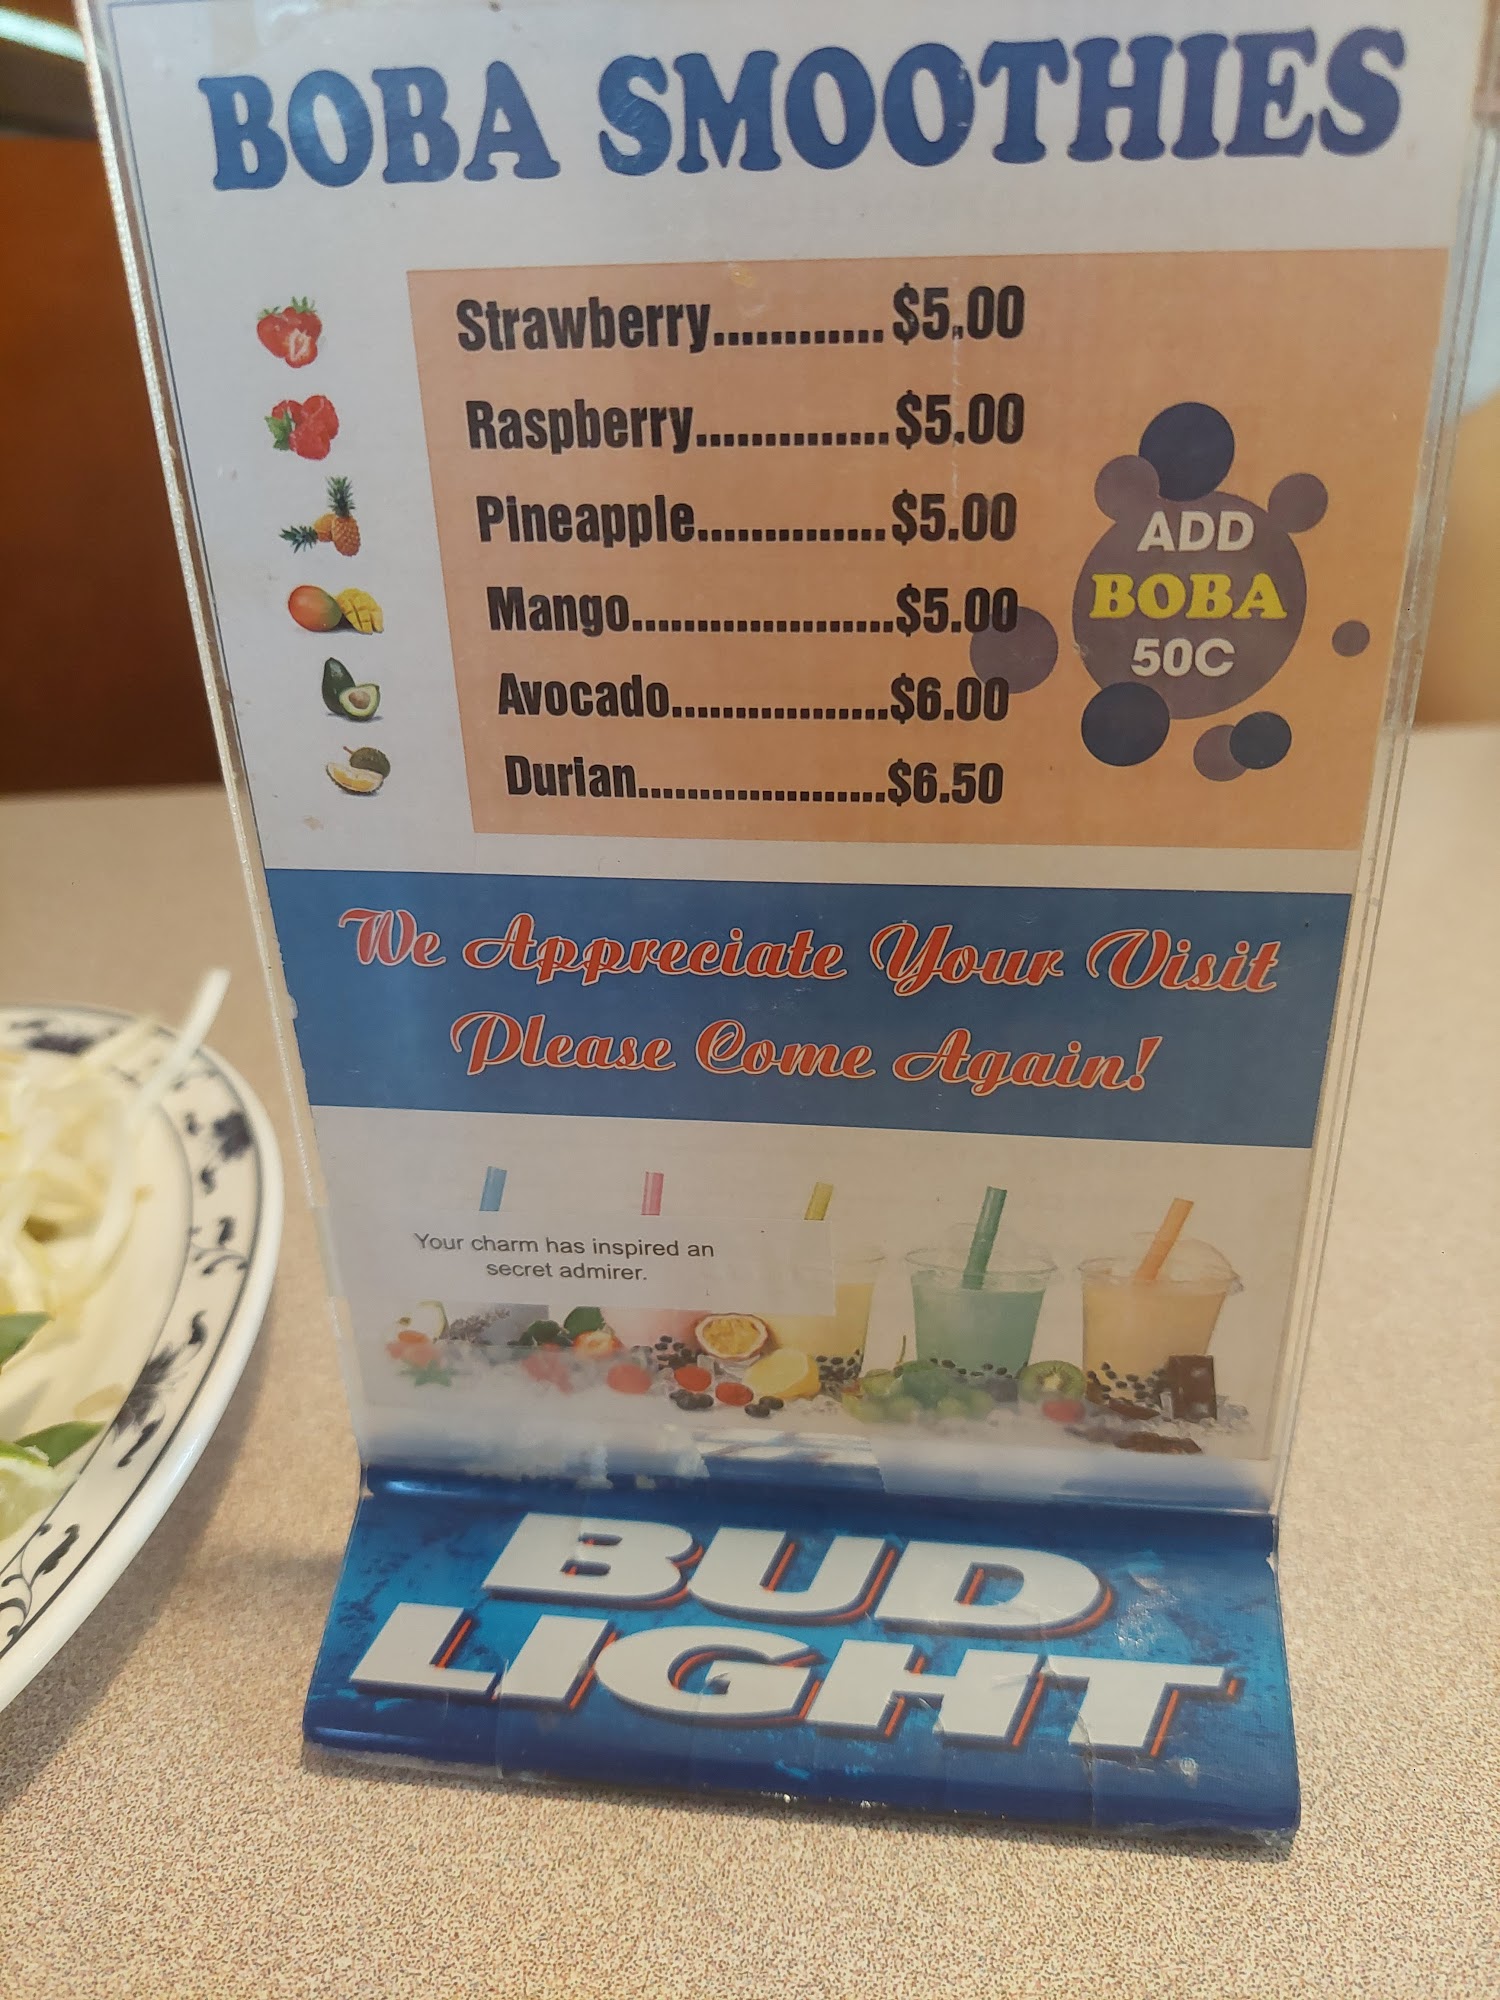 BOBA SMOOTHIES
Strawberry............$5.00
Raspberry..............$5.00
Pineapple..............$5.00
Mango....................$5.00
Avocado.................$6.00
Durian.....................$6.50
ADD
BOBA
50C
We Appreciate Your Visit
Please Come Again!
Your charm has inspired an
secret admirer.
BUD
LIGHT